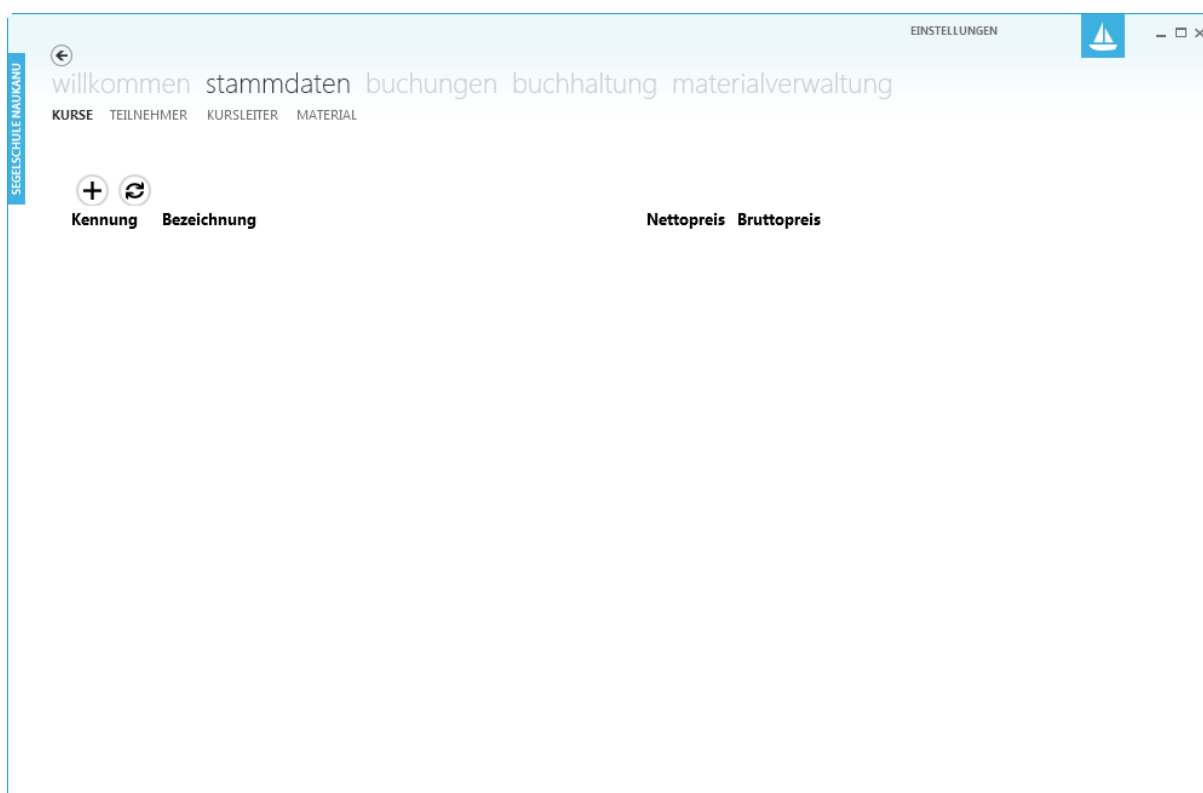 EINSTELLUNGEN
SEGELSCHULE NAUKANU
willkommen stammdaten buchungen buchhaltung materialverwaltung
KURSE TEILNEHMER KURSLEITER MATERIAL
Kennung Bezeichnung Nettopreis Bruttopreis